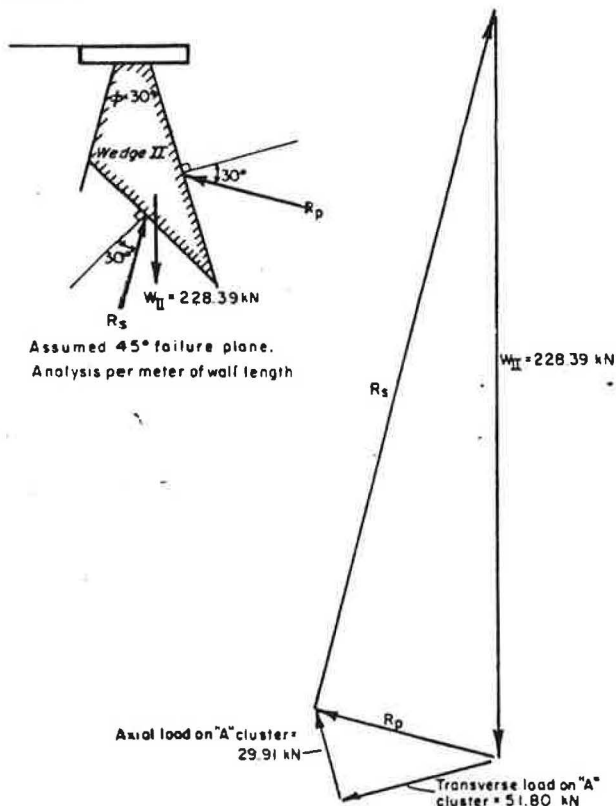 ϕ=30°
Wedge II
30°
Rp
30°
WII = 228.39 kN
Rs
Assumed 45° failure plane.
Analysis per meter of wall length
Rs
WII = 228.39 kN
Rp
Axial load on "A" cluster=
29.91 kN
Transverse load on "A"
cluster = 51.80 kN